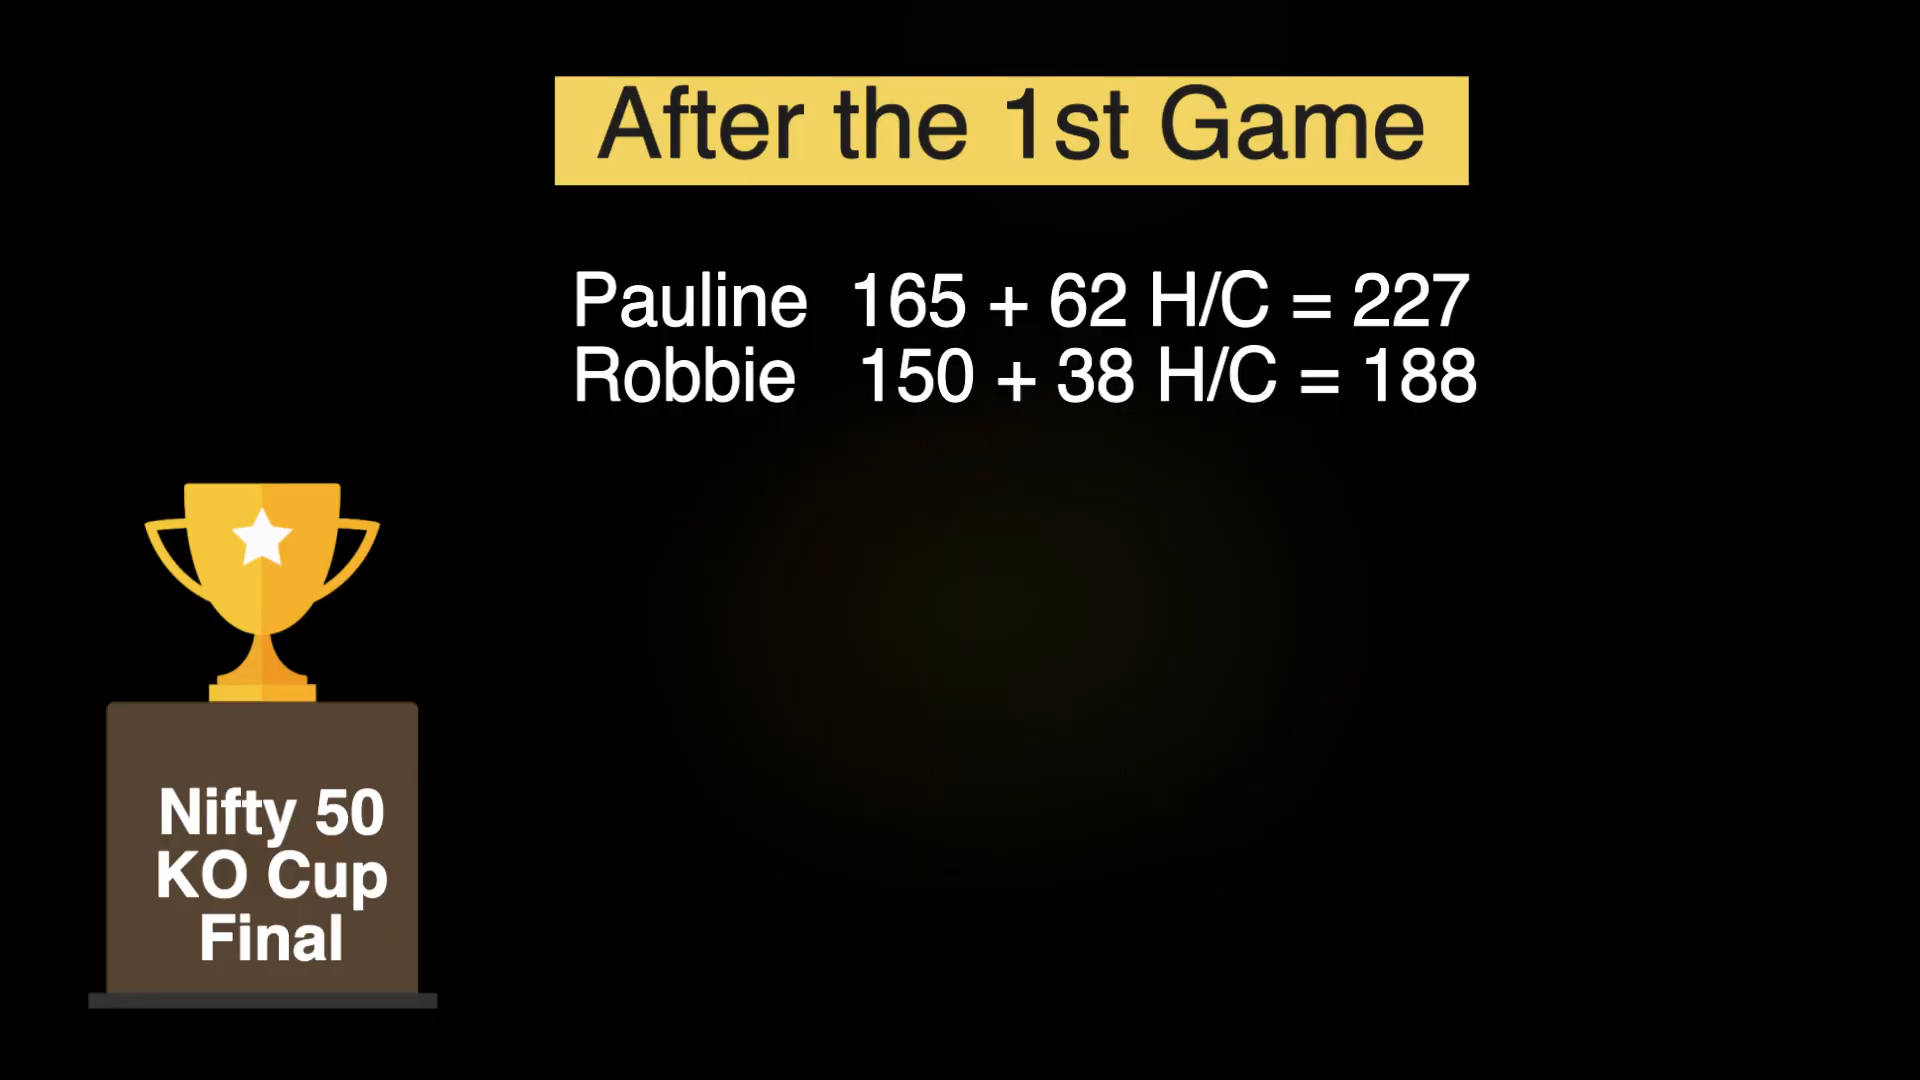 After the 1st Game
Pauline 165 + 62 H/C = 227
Robbie 150 + 38 H/C = 188
Nifty 50
KO Cup
Final